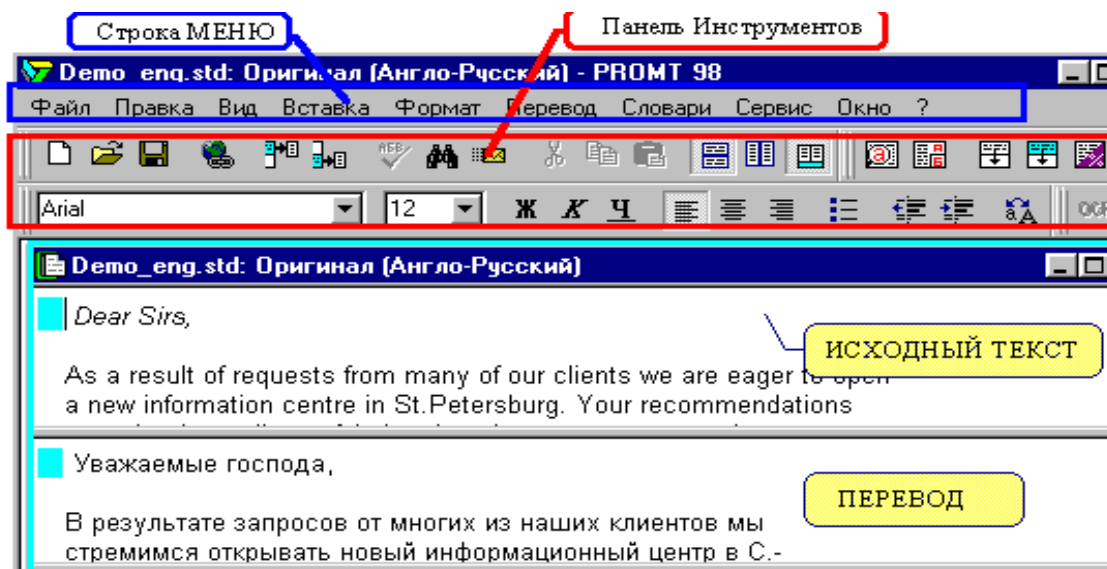 Строка МЕНЮ
Панель Инструментов
Demo_eng.std: Оригинал (Англо-Русский) - PROMT 98
Файл Правка Вид Вставка Формат Перевод Словари Сервис Окно ?
АБВ
Arial 12 Ж К Ч
Demo_eng.std: Оригинал (Англо-Русский)
Dear Sirs,
ИСХОДНЫЙ ТЕКСТ
As a result of requests from many of our clients we are eager to open
a new information centre in St.Petersburg. Your recommendations
Уважаемые господа,
ПЕРЕВОД
В результате запросов от многих из наших клиентов мы
стремимся открывать новый информационный центр в С.-